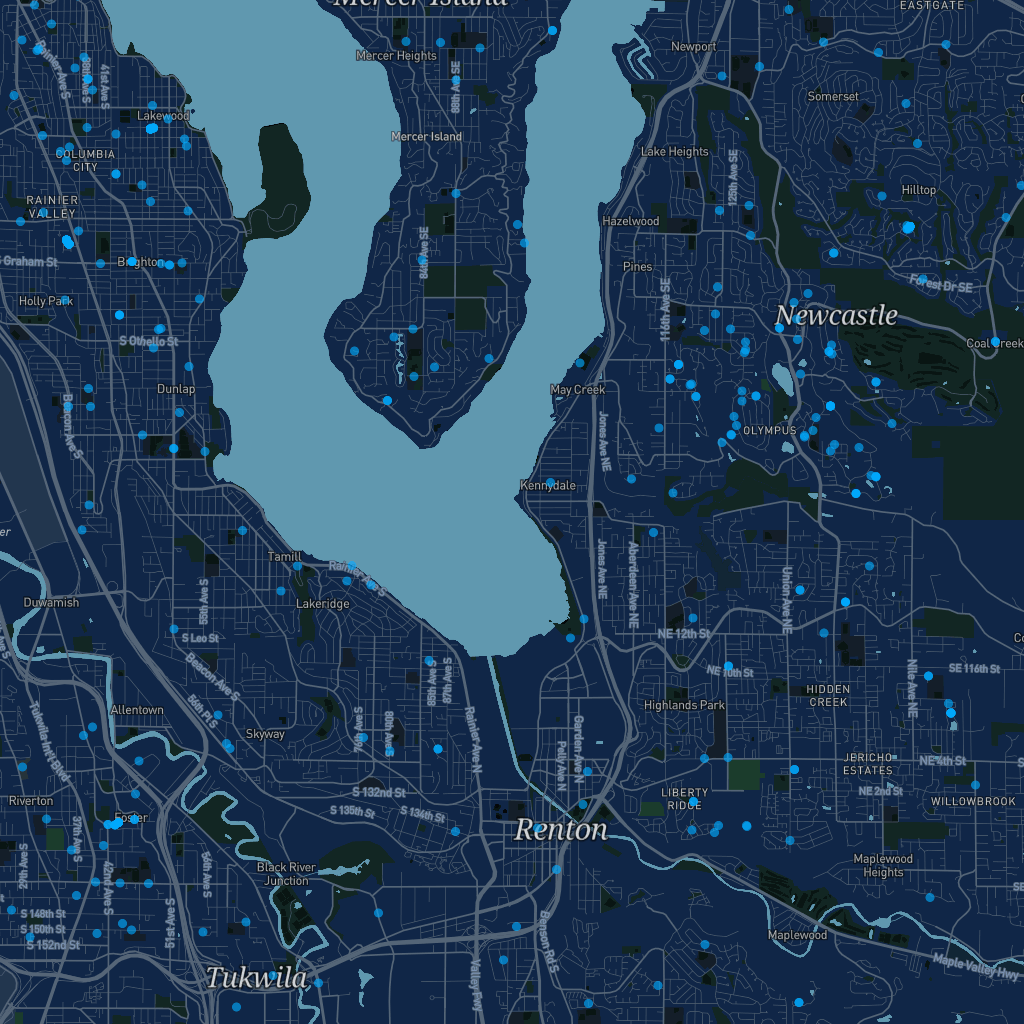 Mercer Island
EASTGATE
Rainier Ave S
38th Ave S
41st Ave S
Mercer Heights
88th Ave SE
Newport
Somerset
Lakewood
Mercer Island
COLUMBIA
CITY
Lake Heights
125th Ave SE
Hilltop
RAINIER
VALLEY
Hazelwood
84th Ave SE
S Graham St
Brighton
Pines
Forest Dr SE
Holly Park
116th Ave SE
Newcastle
S Othello St
Coal Creek
Dunlap
May Creek
Beacon Ave S
Jones Ave NE
OLYMPUS
Kennydale
Tamill
Rainier Ave S
Jones Ave NE
Aberdeen Ave NE
Union Ave NE
Duwamish
55th Ave S
Lakeridge
S Leo St
NE 12th St
Beacon Ave S
88th Ave S
87th Ave S
NE 10th St
SE 116th St
Nile Ave NE
56th Pl S
HIDDEN
CREEK
Allentown
Highlands Park
Tukwila Int'l Blvd
Skyway
76th Ave S
80th Ave S
Rainier Ave N
Garden Ave N
Park Ave N
JERICHO
ESTATES
NE 4th St
Riverton
S 132nd St
LIBERTY
RIDGE
NE 2nd St
WILLOWBROOK
S 135th St
S 134th St
Foster
37th Ave S
Renton
27th Ave S
42nd Ave S
64th Ave S
Black River
Junction
Maplewood
Heights
S 148th St
S 150th St
S 152nd St
51st Ave S
Benson Rd S
Maplewood
Tukwila
Valley Fwy
Maple Valley Hwy